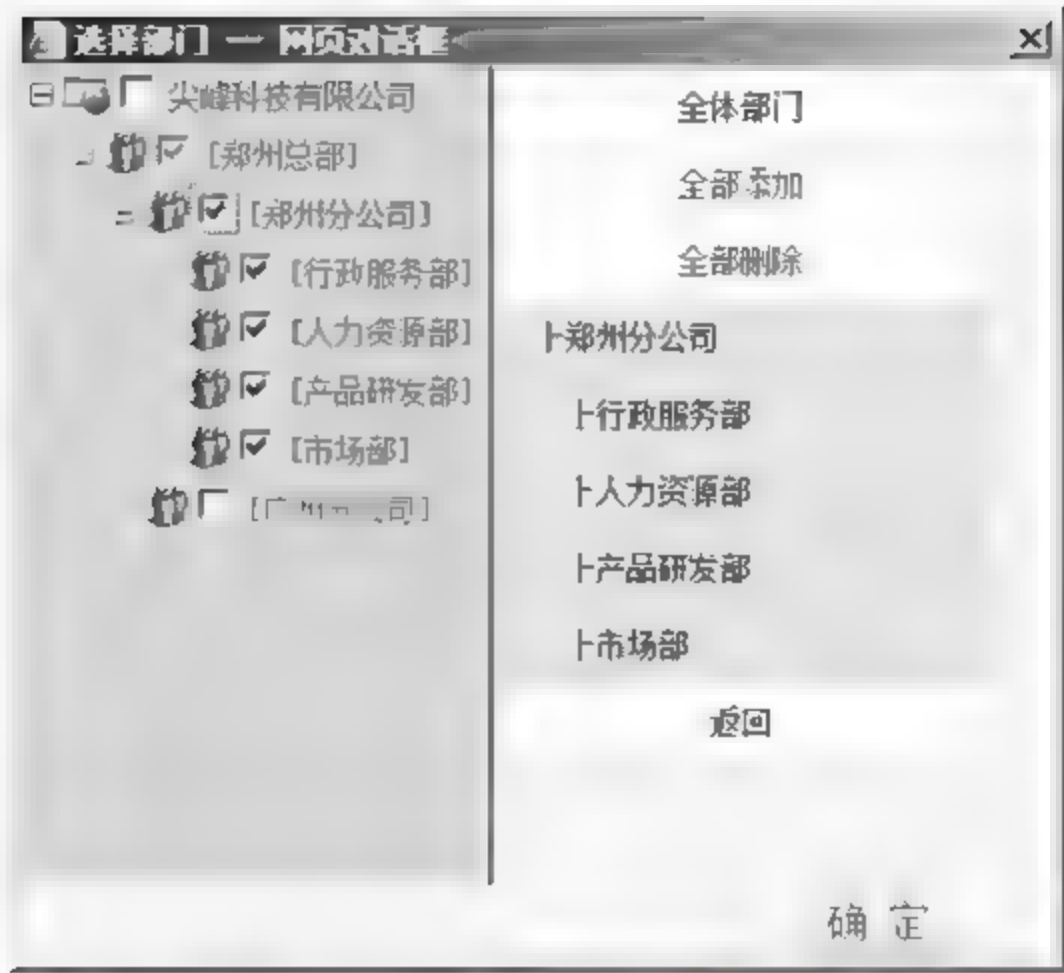 选择部门 — 网页对话框
尖峰科技有限公司
[郑州总部]
[郑州分公司]
[行政服务部]
[人力资源部]
[产品研发部]
[市场部]
全体部门
全部添加
全部删除
├郑州分公司
├行政服务部
├人力资源部
├产品研发部
├市场部
返回
确 定